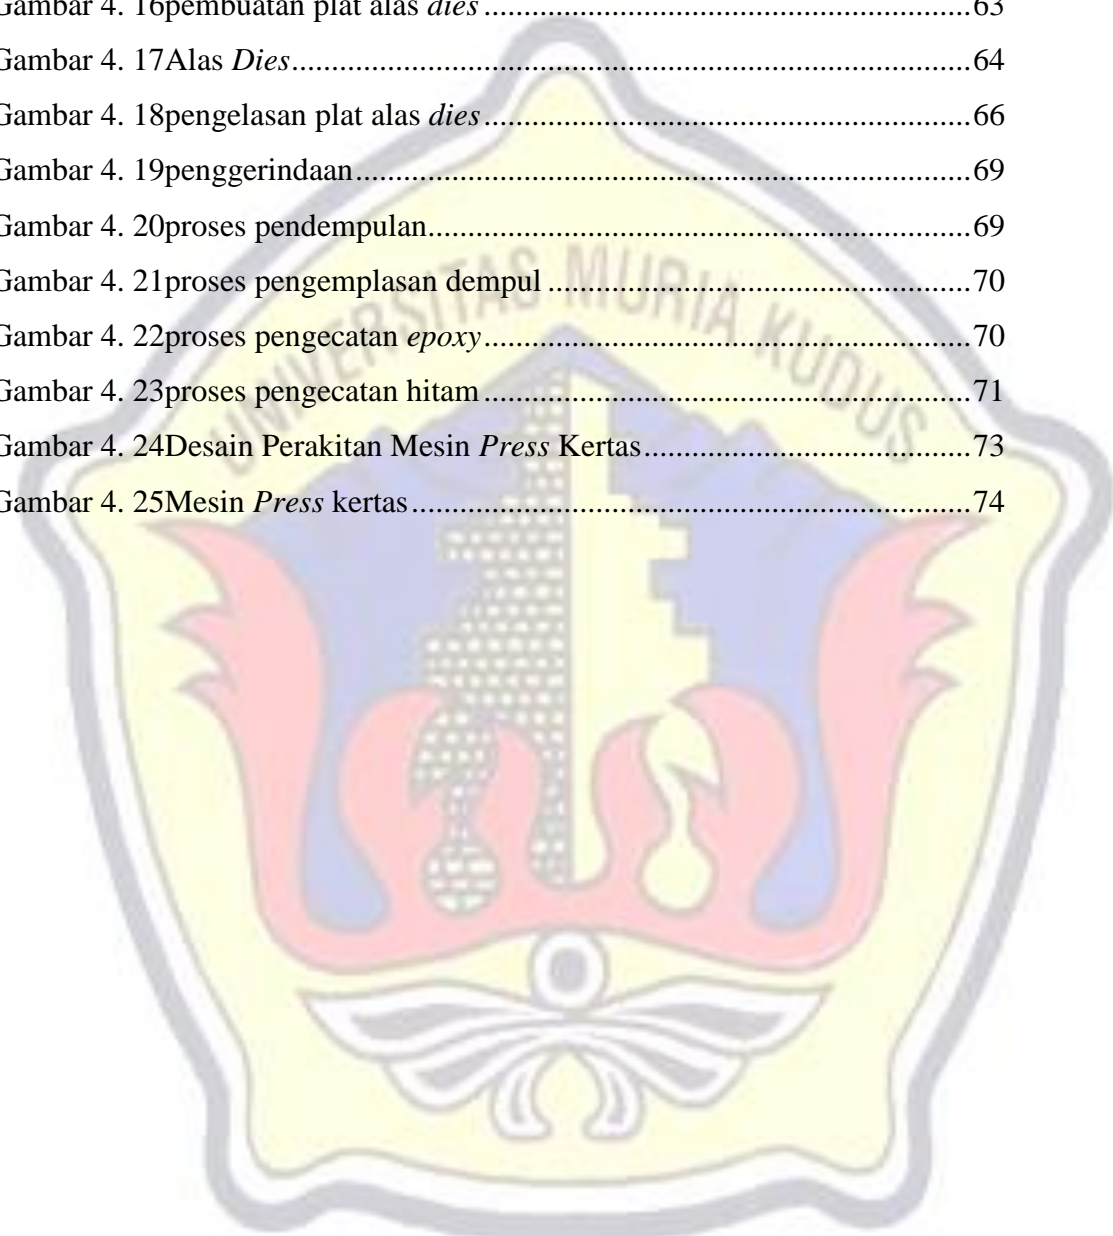 Gambar 4. 16pembuatan plat alas dies ............................................................63
Gambar 4. 17Alas Dies....................................................................................64
Gambar 4. 18pengelasan plat alas dies ............................................................66
Gambar 4. 19penggerindaan.............................................................................69
Gambar 4. 20proses pendempulan....................................................................69
Gambar 4. 21proses pengemplasan dempul .....................................................70
Gambar 4. 22proses pengecatan epoxy.............................................................70
Gambar 4. 23proses pengecatan hitam .............................................................71
Gambar 4. 24Desain Perakitan Mesin Press Kertas.........................................73
Gambar 4. 25Mesin Press kertas......................................................................74
UNIVERSITAS MURIA KUDUS